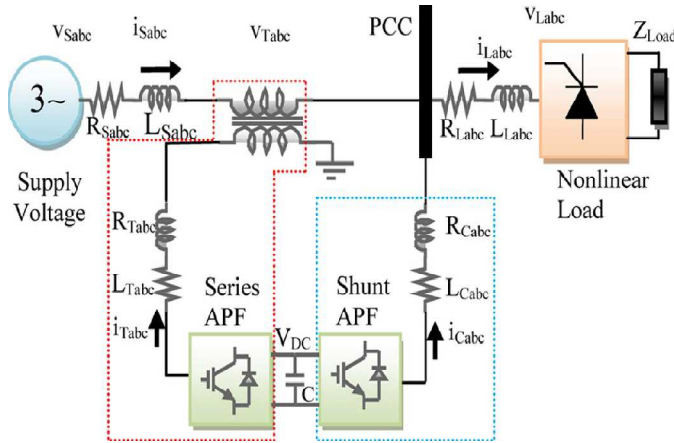 vSabc
iSabc
vTabc
PCC
iLabc
vLabc
ZLoad
3~
RSabc
LSabc
RLabc
LLabc
Supply
Voltage
Nonlinear
Load
RTabc
LTabc
iTabc
Series
APF
VDC
C
Shunt
APF
RCabc
LCabc
iCabc